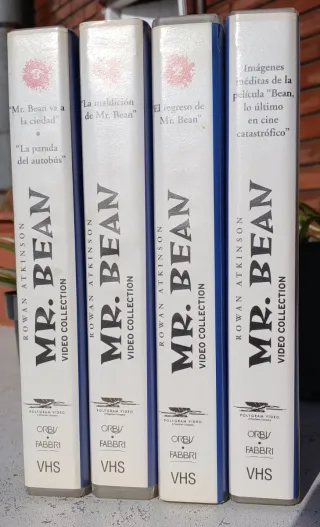 "Mr. Bean va a
la ciudad"
•
"La parada
del autobús"
ROWAN ATKINSON
MR. BEAN
VIDEO COLLECTION
POLYGRAM VIDEO
ORBIS
•
FABBRI
VHS
"La maldición
de Mr. Bean"
ROWAN ATKINSON
MR. BEAN
VIDEO COLLECTION
POLYGRAM VIDEO
ORBIS
•
FABBRI
VHS
"El regreso de
Mr. Bean"
ROWAN ATKINSON
MR. BEAN
VIDEO COLLECTION
POLYGRAM VIDEO
ORBIS
•
FABBRI
VHS
Imágenes
inéditas de la
película "Bean,
lo último
en cine
catastrófico"
ROWAN ATKINSON
MR. BEAN
VIDEO COLLECTION
POLYGRAM VIDEO
ORBIS
•
FABBRI
VHS